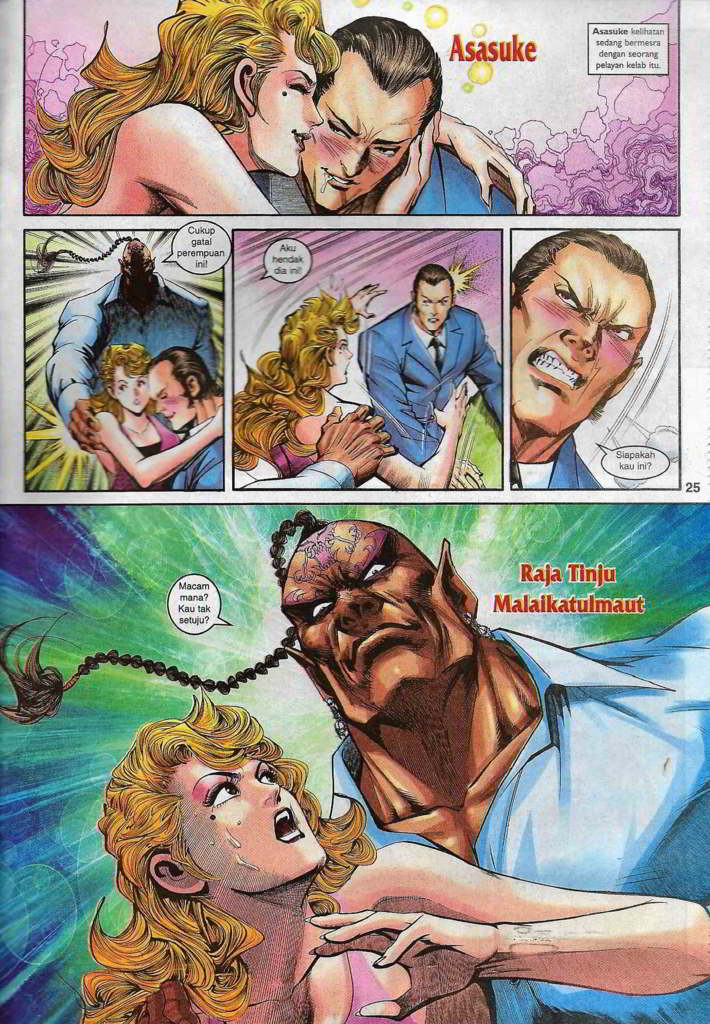 Asasuke
Asasuke kelihatan
sedang bermesra
dengan seorang
pelayan kelab itu.
Cukup
gatal
perempuan
ini!
Aku
hendak
dia ini!
Siapakah
kau ini?
25
Macam
mana?
Kau tak
setuju?
Raja Tinju
Malaikatulmaut